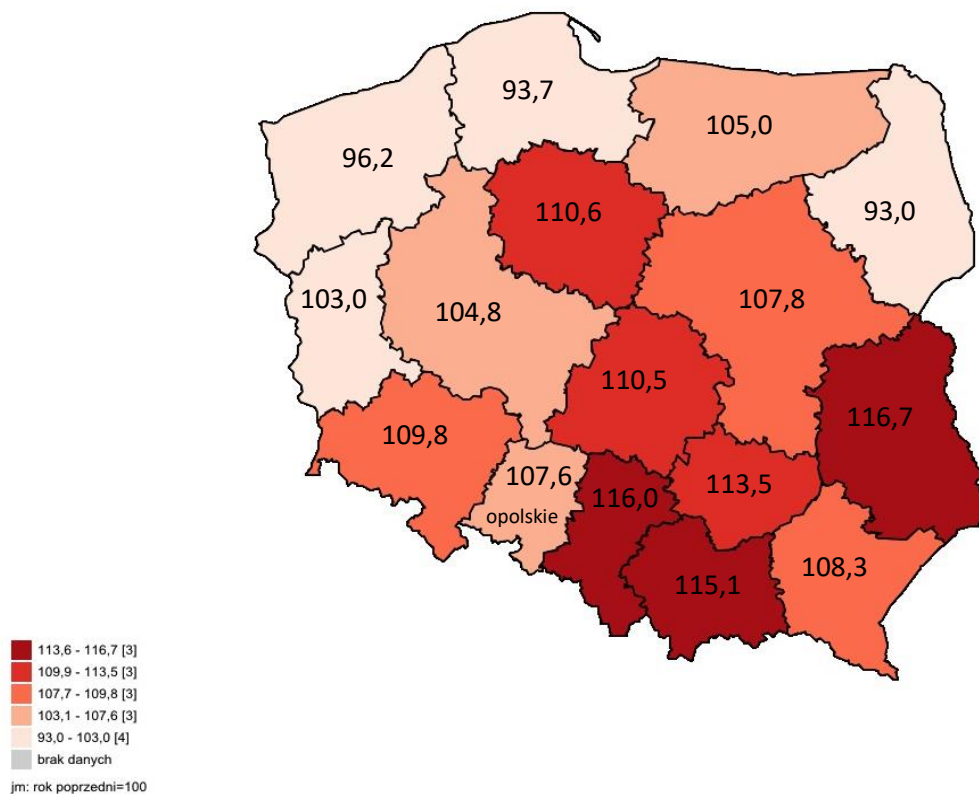 93,7
105,0
96,2
110,6
93,0
103,0
104,8
107,8
110,5
116,7
109,8
107,6
116,0
113,5
opolskie
108,3
115,1
113,6 - 116,7 [3]
109,9 - 113,5 [3]
107,7 - 109,8 [3]
103,1 - 107,6 [3]
93,0 - 103,0 [4]
brak danych
jm: rok poprzedni=100